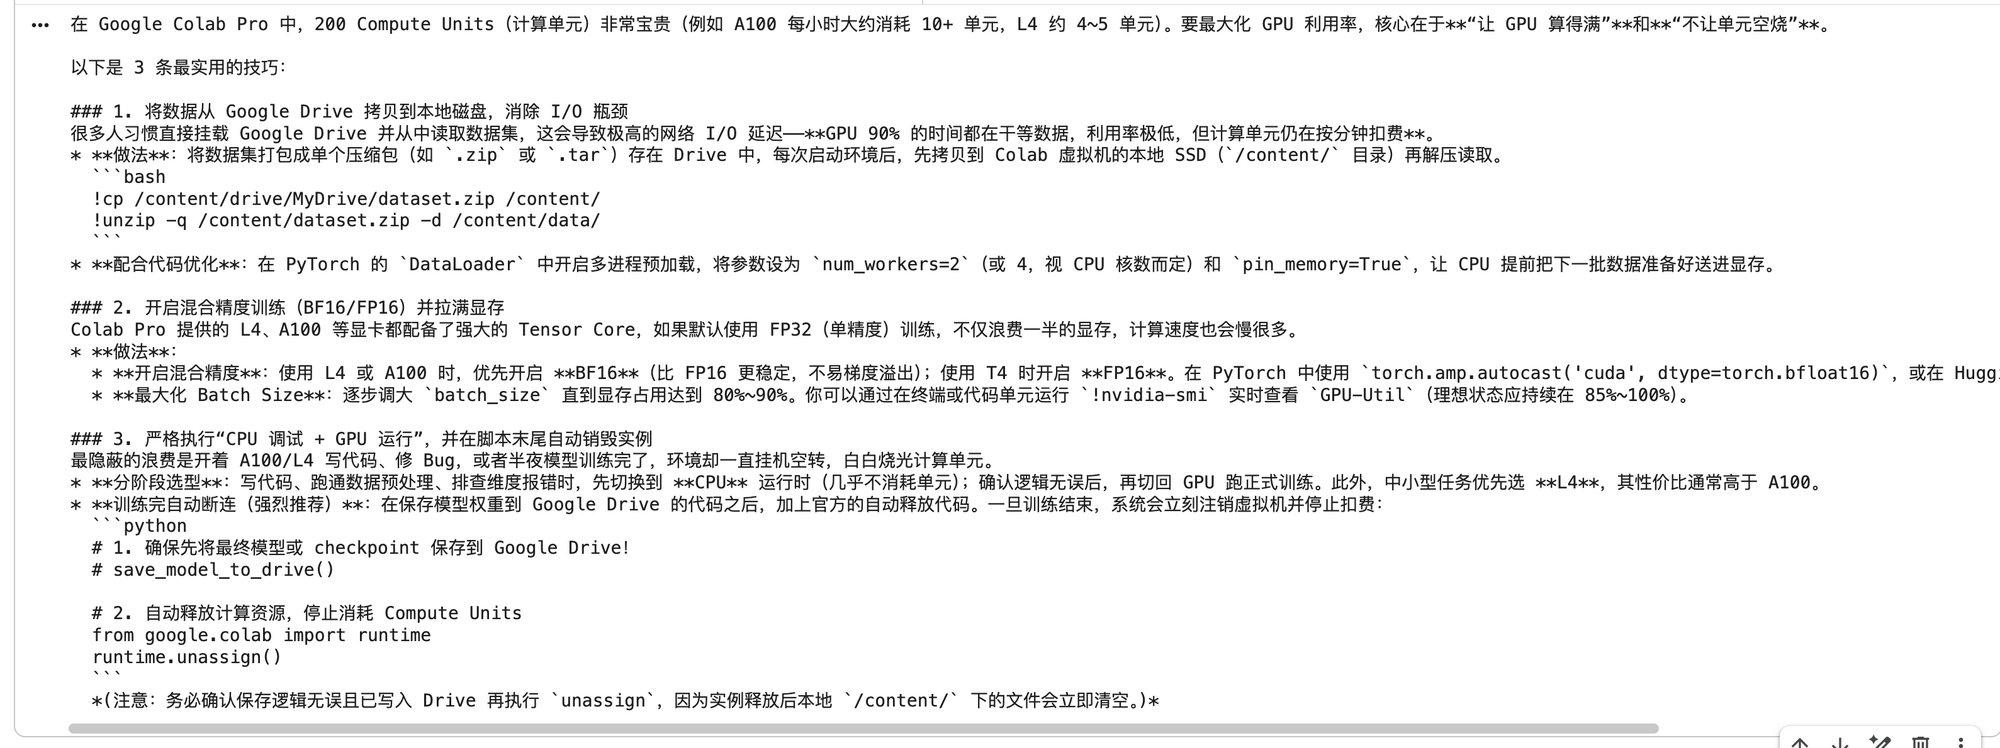 在 Google Colab Pro 中，200 Compute Units（计算单元）非常宝贵（例如 A100 每小时大约消耗 10+ 单元，L4 约 4~5 单元）。要最大化 GPU 利用率，核心在于**“让 GPU 算得满”**和**“不让单元空烧”**。
以下是 3 条最实用的技巧：
### 1. 将数据从 Google Drive 拷贝到本地磁盘，消除 I/O 瓶颈
很多人习惯直接挂载 Google Drive 并从中读取数据集，这会导致极高的网络 I/O 延迟——**GPU 90% 的时间都在干等数据，利用率极低，但计算单元仍在按分钟扣费**。
* **做法**：将数据集打包成单个压缩包（如 `.zip` 或 `.tar`）存在 Drive 中，每次启动环境后，先拷贝到 Colab 虚拟机的本地 SSD（`/content/` 目录）再解压读取。
```bash
!cp /content/drive/MyDrive/dataset.zip /content/
!unzip -q /content/dataset.zip -d /content/data/
```
* **配合代码优化**：在 PyTorch 的 `DataLoader` 中开启多进程预加载，将参数设为 `num_workers=2`（或 4，视 CPU 核数而定）和 `pin_memory=True`，让 CPU 提前把下一批数据准备好送进显存。
### 2. 开启混合精度训练（BF16/FP16）并拉满显存
Colab Pro 提供的 L4、A100 等显卡都配备了强大的 Tensor Core，如果默认使用 FP32（单精度）训练，不仅浪费一半的显存，计算速度也会慢很多。
* **做法**：
* **开启混合精度**：使用 L4 或 A100 时，优先开启 **BF16**（比 FP16 更稳定，不易梯度溢出）；使用 T4 时开启 **FP16**。在 PyTorch 中使用 `torch.amp.autocast('cuda', dtype=torch.bfloat16)`，或在
* **最大化 Batch Size**：逐步调大 `batch_size` 直到显存占用达到 80%~90%。你可以通过在终端或代码单元运行 `!nvidia-smi` 实时查看 `GPU-Util`（理想状态应持续在 85%~100%）。
### 3. 严格执行“CPU 调试 + GPU 运行”，并在脚本末尾自动销毁实例
最隐蔽的浪费是开着 A100/L4 写代码、修 Bug，或者半夜模型训练完了，环境却一直挂机空转，白白烧光计算单元。
* **分阶段选型**：写代码、跑通数据预处理、排查维度报错时，先切换到 **CPU** 运行时（几乎不消耗单元）；确认逻辑无误后，再切回 GPU 跑正式训练。此外，中小型任务优先选 **L4**，其性价比通常高于 A100。
* **训练完自动断连（强烈推荐）**：在保存模型权重到 Google Drive 的代码之后，加上官方的自动释放代码。一旦训练结束，系统会立刻注销虚拟机并停止扣费：
```python
# 1. 确保先将最终模型或 checkpoint 保存到 Google Drive!
# save_model_to_drive()
# 2. 自动释放计算资源，停止消耗 Compute Units
from google.colab import runtime
runtime.unassign()
```
*(注意：务必确认保存逻辑无误且已写入 Drive 再执行 `unassign`，因为实例释放后本地 `/content/` 下的文件会立即清空。)*